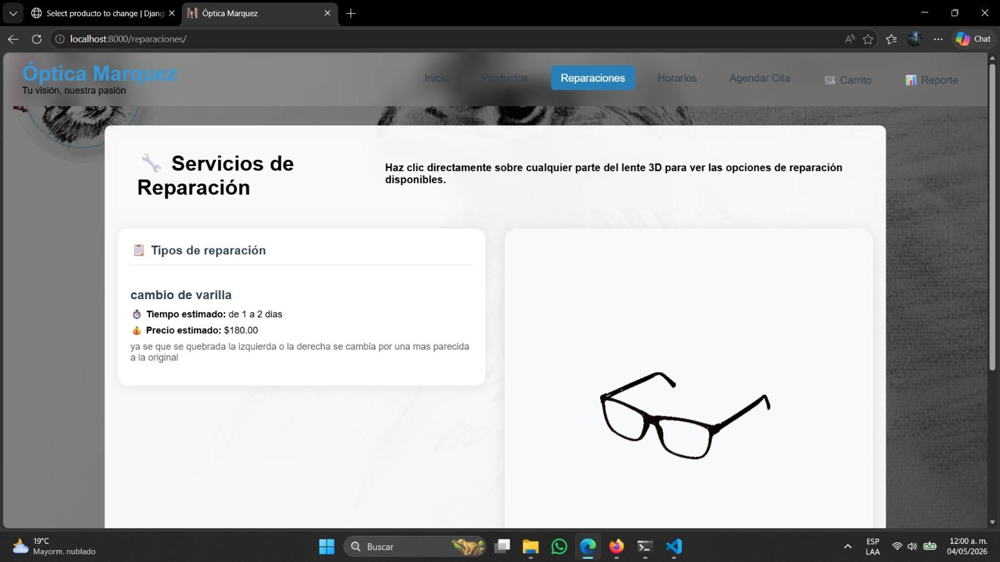 Select producto to change | Djang
Óptica Marquez
localhost:8000/reparaciones/
Chat
Óptica Marquez
Tu visión, nuestra pasión
Inicio
Productos
Reparaciones
Horarios
Agendar Cita
Carrito
Reporte
Servicios de
Reparación
Haz clic directamente sobre cualquier parte del lente 3D para ver las opciones de reparación
disponibles.
Tipos de reparación
cambio de varilla
Tiempo estimado: de 1 a 2 dias
Precio estimado: $180.00
ya se que se quebrada la izquierda o la derecha se cambia por una mas parecida
a la original
19°C
Mayorm. nublado
Buscar
ESP
LAA
12:00 a. m.
04/05/2026